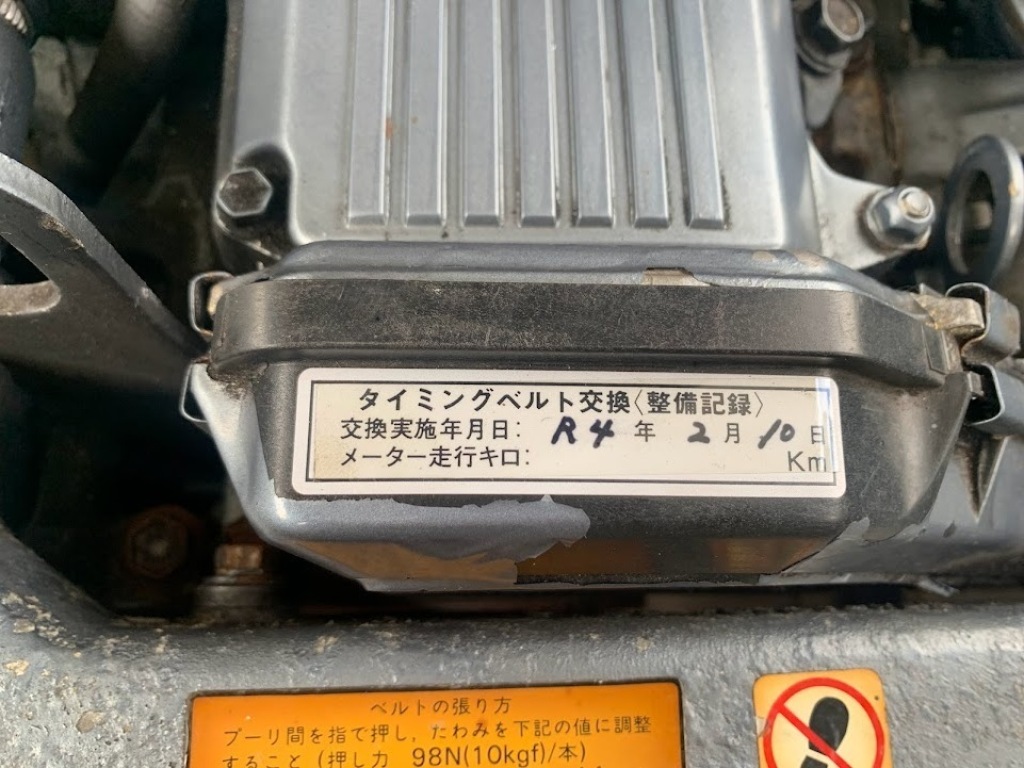 タイミングベルト交換〈整備記録〉
交換実施年月日： R4 年 2 月 10 日
メーター走行キロ： Km
ベルトの張り方
プーリ間を指で押し，たわみを下記の値に調整
すること（押し力 98N(10kgf)/本）